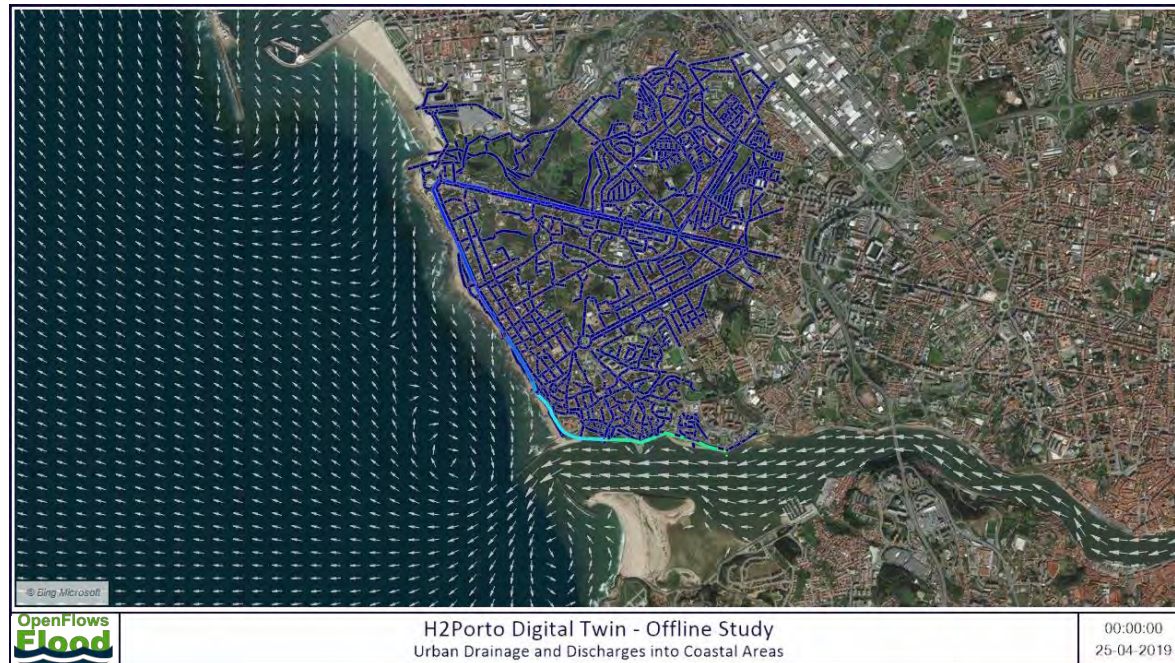 © Bing Microsoft
OpenFlows
Flood
H2Porto Digital Twin - Offline Study
Urban Drainage and Discharges into Coastal Areas
00:00:00
25-04-2019